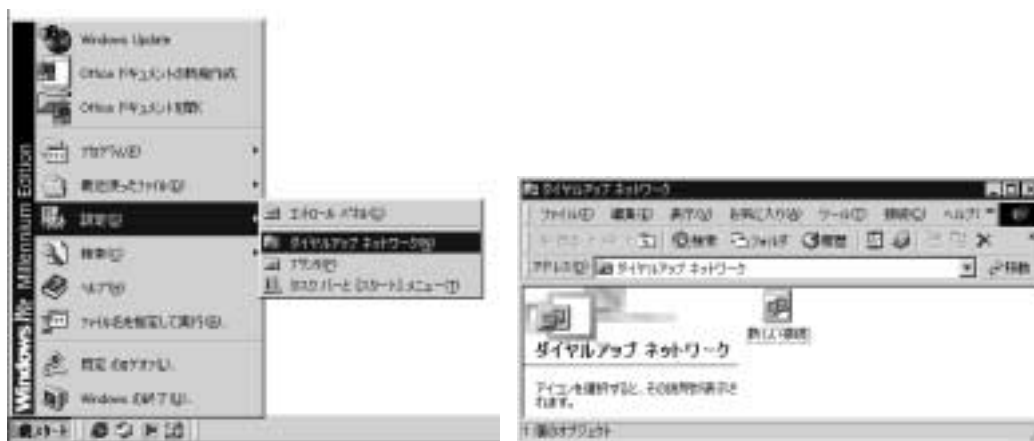 Windows Update
Office ドキュメントの新規作成
Office ドキュメントを開く
プログラム(P)
最近使ったファイル(D)
設定(S)
検索(C)
ヘルプ(H)
ファイル名を指定して実行(R)...
Windows の終了(U)...
Windows Me Millennium Edition
スタート
コントロール パネル(C)
ダイヤルアップ ネットワーク(N)
プリンタ(P)
タスク バーと [スタート] メニュー(T)
ダイヤルアップ ネットワーク
ファイル(F) 編集(E) 表示(V) お気に入り(A) ツール(T) 接続(C) ヘルプ(
検索 フォルダ 履歴
アドレス(D) ダイヤルアップ ネットワーク 移動
ダイヤルアップ ネットワーク
新しい接続
アイコンを選択すると、その説明が表示さ
れます。
1 個のオブジェクト